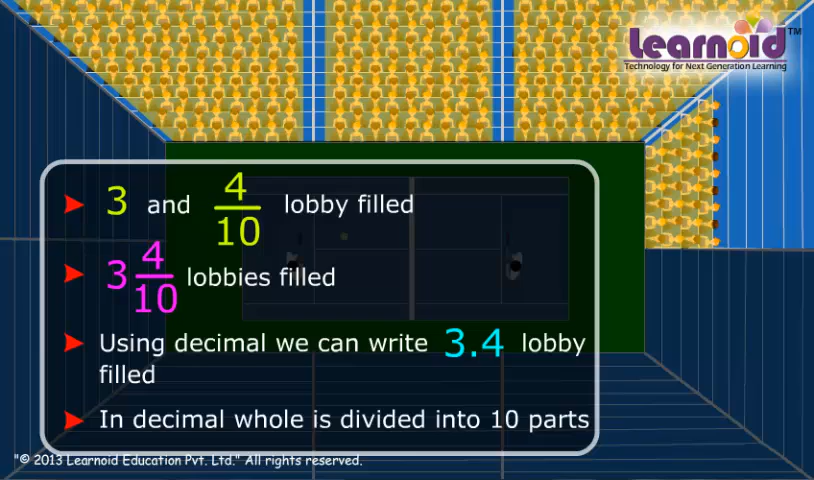 Learnoid™
Technology for Next Generation Learning
➤ 3 and 4/10 lobby filled
➤ 3 4/10 lobbies filled
➤ Using decimal we can write 3.4 lobby
filled
➤ In decimal whole is divided into 10 parts
"© 2013 Learnoid Education Pvt. Ltd." All rights reserved.